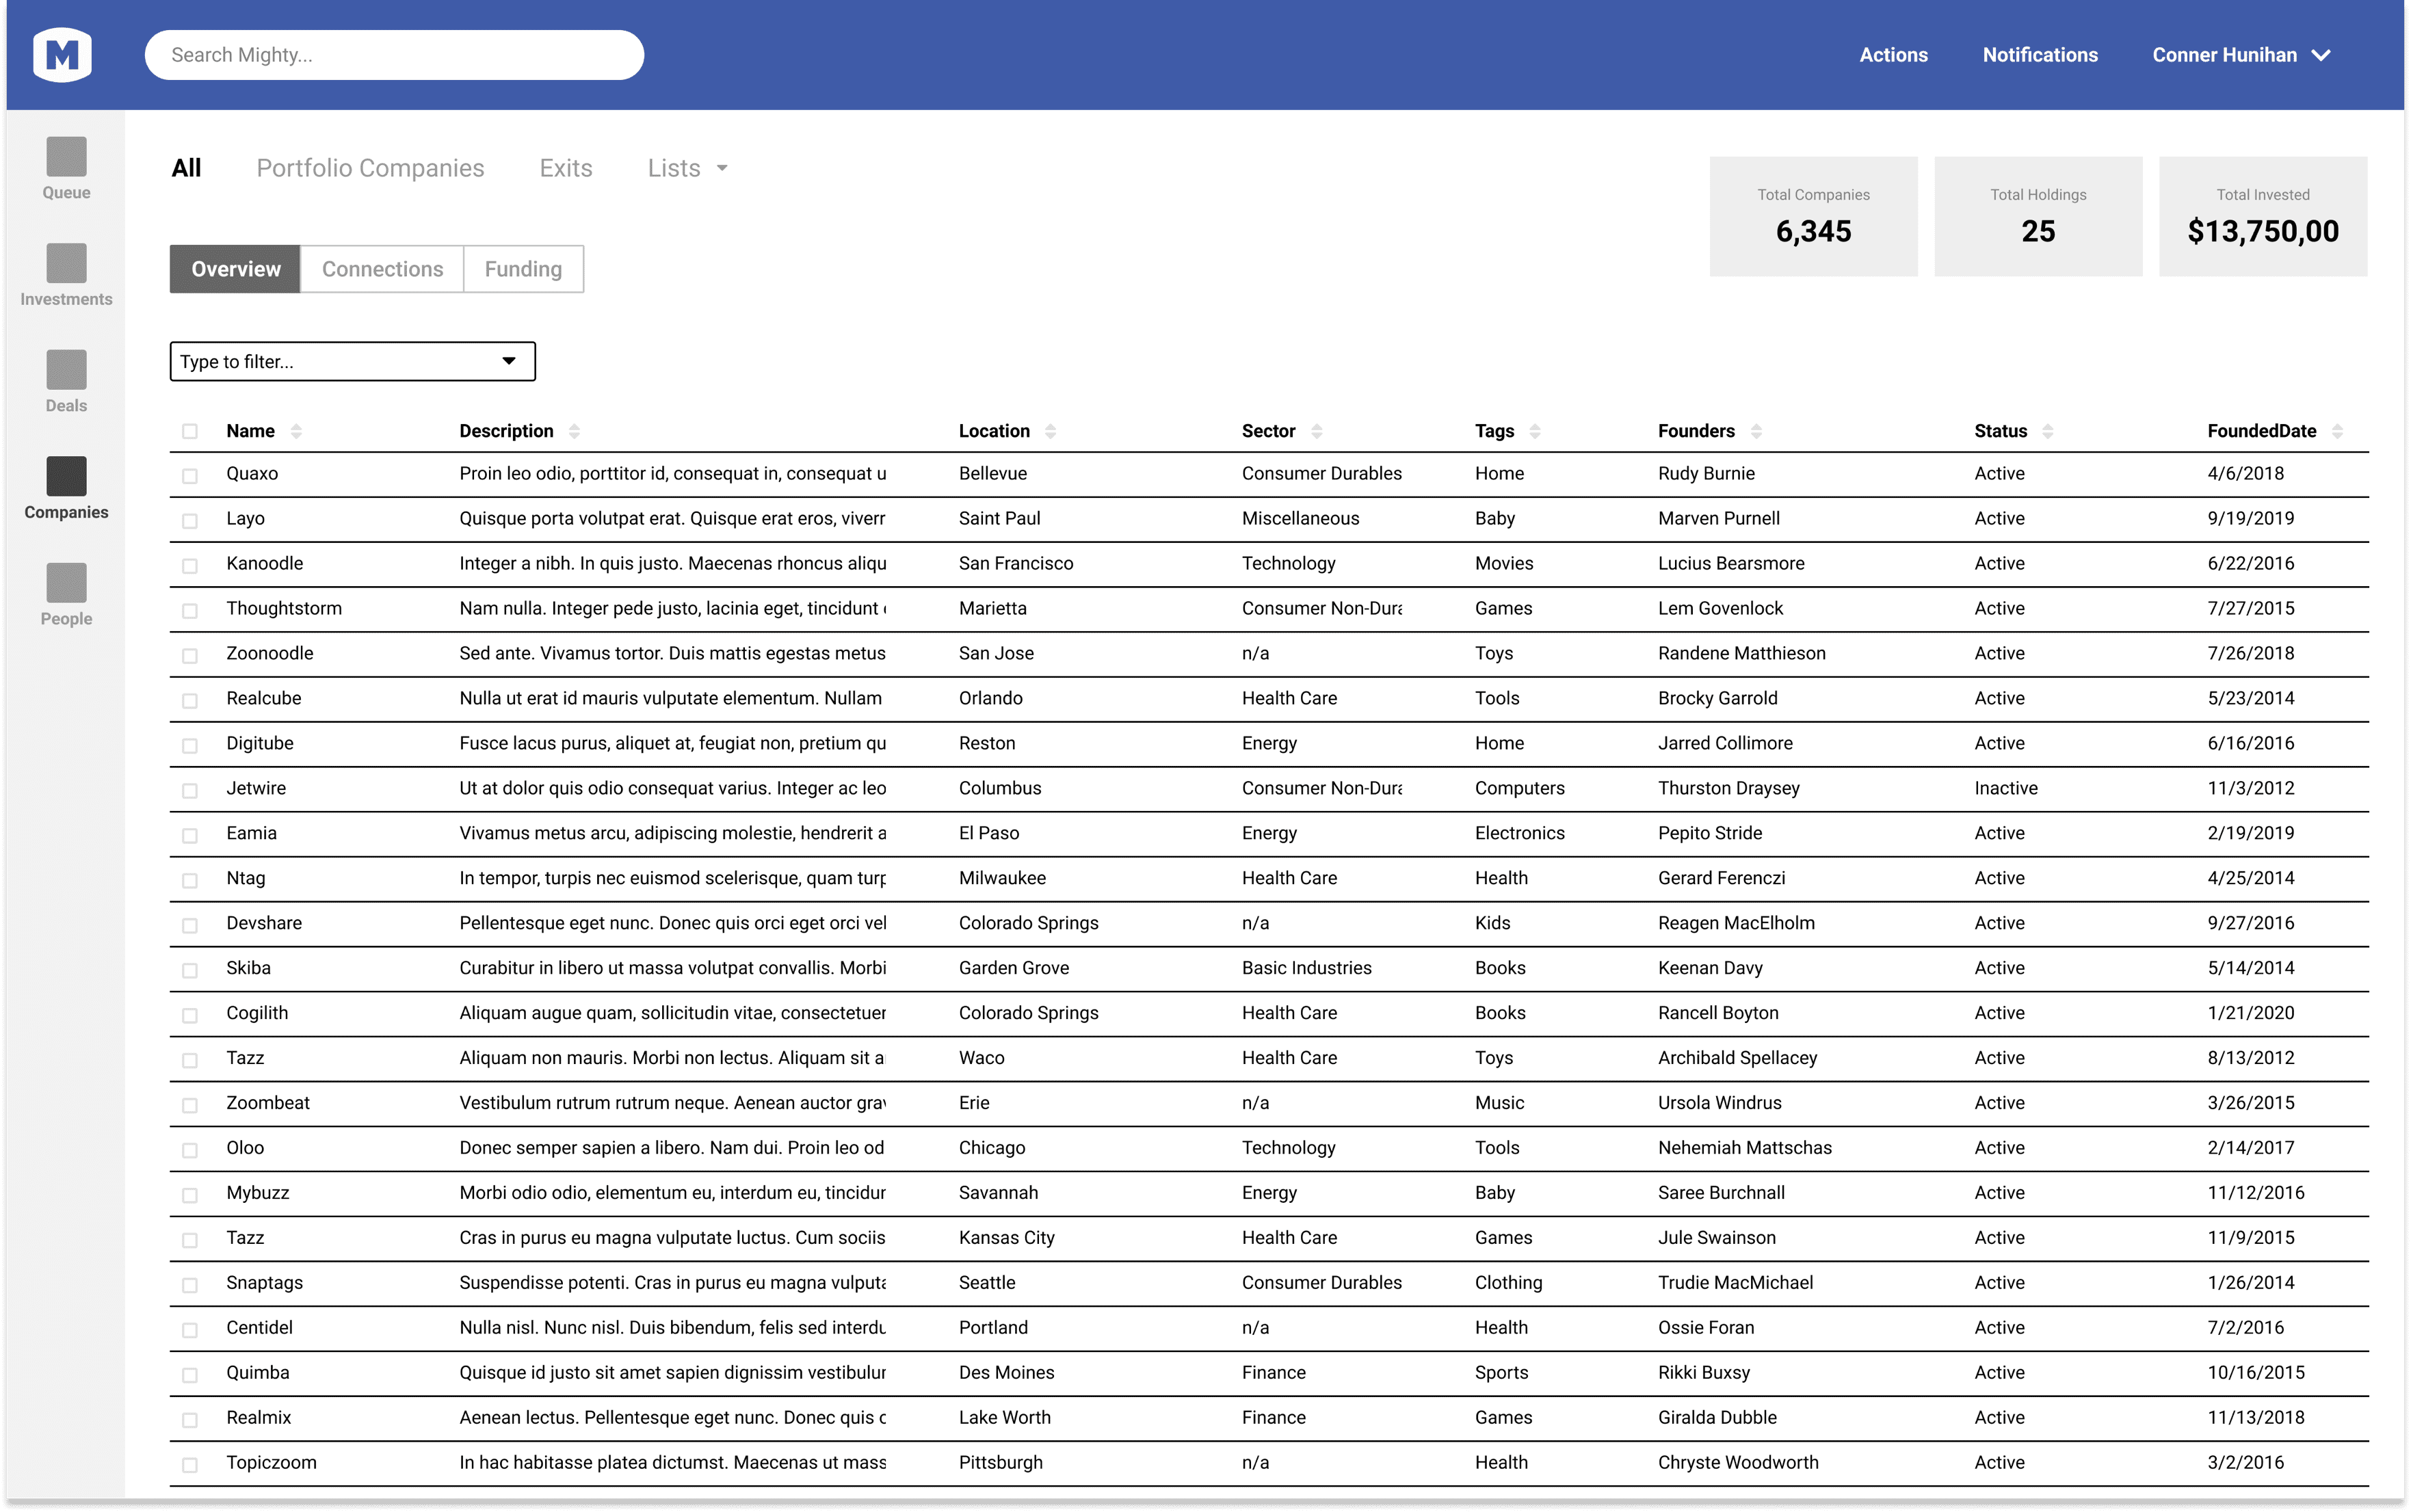 M Search Mighty... Actions Notifications Conner Hunihan
Queue
Investments
Deals
Companies
People
All Portfolio Companies Exits Lists
Total Companies Total Holdings Total Invested
6,345 25 $13,750,00
Overview Connections Funding
Type to filter...
Name Description Location Sector Tags Founders Status FoundedDate
Quaxo Proin leo odio, porttitor id, consequat in, consequat u Bellevue Consumer Durables Home Rudy Burnie Active 4/6/2018
Layo Quisque porta volutpat erat. Quisque erat eros, viverr Saint Paul Miscellaneous Baby Marven Purnell Active 9/19/2019
Kanoodle Integer a nibh. In quis justo. Maecenas rhoncus aliqu San Francisco Technology Movies Lucius Bearsmore Active 6/22/2016
Thoughtstorm Nam nulla. Integer pede justo, lacinia eget, tincidunt Marietta Consumer Non-Dura Games Lem Govenlock Active 7/27/2015
Zoonoodle Sed ante. Vivamus tortor. Duis mattis egestas metus San Jose n/a Toys Randene Matthieson Active 7/26/2018
Realcube Nulla ut erat id mauris vulputate elementum. Nullam Orlando Health Care Tools Brocky Garrold Active 5/23/2014
Digitube Fusce lacus purus, aliquet at, feugiat non, pretium qu Reston Energy Home Jarred Collimore Active 6/16/2016
Jetwire Ut at dolor quis odio consequat varius. Integer ac leo Columbus Consumer Non-Dura Computers Thurston Draysey Inactive 11/3/2012
Eamia Vivamus metus arcu, adipiscing molestie, hendrerit a El Paso Energy Electronics Pepito Stride Active 2/19/2019
Ntag In tempor, turpis nec euismod scelerisque, quam turp Milwaukee Health Care Health Gerard Ferenczi Active 4/25/2014
Devshare Pellentesque eget nunc. Donec quis orci eget orci vel Colorado Springs n/a Kids Reagen MacElholm Active 9/27/2016
Skiba Curabitur in libero ut massa volutpat convallis. Morbi Garden Grove Basic Industries Books Keenan Davy Active 5/14/2014
Cogilith Aliquam augue quam, sollicitudin vitae, consectetuer Colorado Springs Health Care Books Rancell Boyton Active 1/21/2020
Tazz Aliquam non mauris. Morbi non lectus. Aliquam sit a Waco Health Care Toys Archibald Spellacey Active 8/13/2012
Zoombeat Vestibulum rutrum rutrum neque. Aenean auctor grav Erie n/a Music Ursola Windrus Active 3/26/2015
Oloo Donec semper sapien a libero. Nam dui. Proin leo od Chicago Technology Tools Nehemiah Mattschas Active 2/14/2017
Mybuzz Morbi odio odio, elementum eu, interdum eu, tincidun Savannah Energy Baby Saree Burchnall Active 11/12/2016
Tazz Cras in purus eu magna vulputate luctus. Cum sociis Kansas City Health Care Games Jule Swainson Active 11/9/2015
Snaptags Suspendisse potenti. Cras in purus eu magna vulputa Seattle Consumer Durables Clothing Trudie MacMichael Active 1/26/2014
Centidel Nulla nisl. Nunc nisl. Duis bibendum, felis sed interdu Portland n/a Health Ossie Foran Active 7/2/2016
Quimba Quisque id justo sit amet sapien dignissim vestibulum Des Moines Finance Sports Rikki Buxsy Active 10/16/2015
Realmix Aenean lectus. Pellentesque eget nunc. Donec quis o Lake Worth Finance Games Giralda Dubble Active 11/13/2018
Topiczoom In hac habitasse platea dictumst. Maecenas ut mass Pittsburgh n/a Health Chryste Woodworth Active 3/2/2016